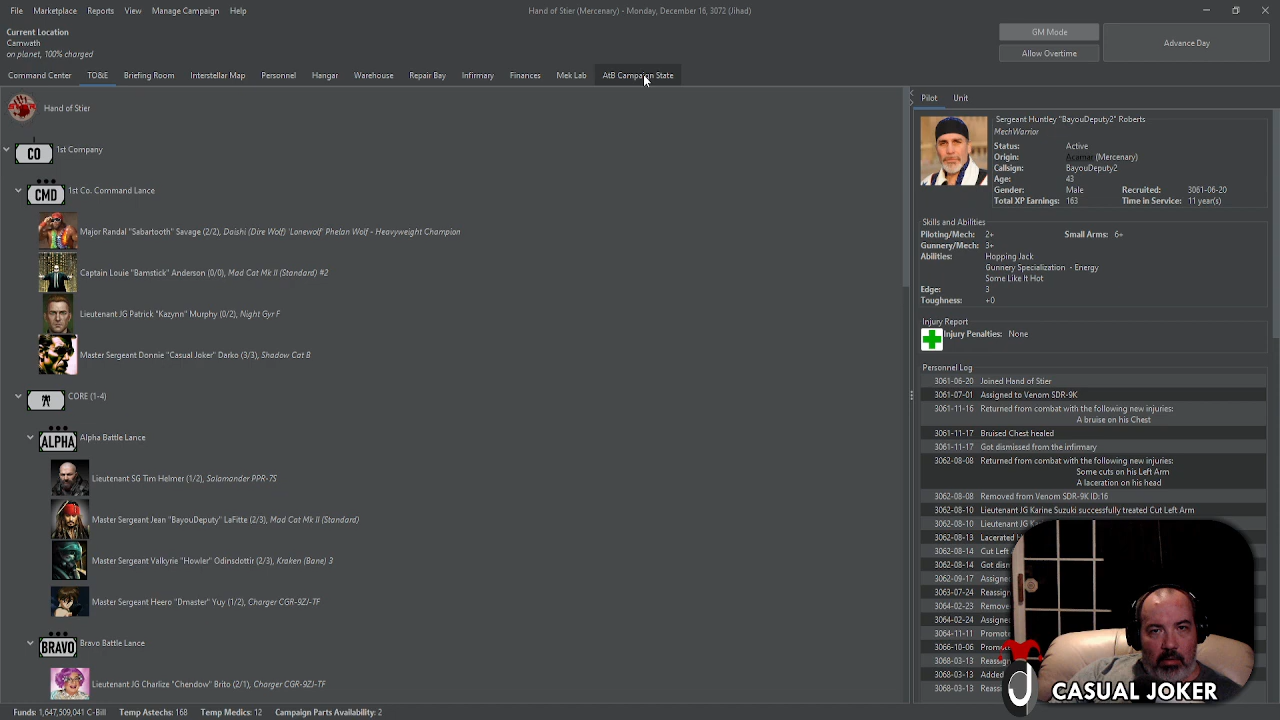 File Marketplace Reports View Manage Campaign Help
Hand of Stier (Mercenary) - Monday, December 16, 3072 (Jihad)
Current Location
Carnwath
on planet, 100% charged
GM Mode
Allow Overtime
Advance Day
Command Center TO&E Briefing Room Interstellar Map Personnel Hangar Warehouse Repair Bay Infirmary Finances Mek Lab AtB Campaign State
Hand of Stier
CO 1st Company
CMD 1st Co. Command Lance
Major Randal "Sabartooth" Savage (2/2), Daishi (Dire Wolf) 'Lonewolf' Phelan Wolf - Heavyweight Champion
Captain Louie "Bamstick" Anderson (0/0), Mad Cat Mk II (Standard) #2
Lieutenant JG Patrick "Kazynn" Murphy (0/2), Night Gyr F
Master Sergeant Donnie "Casual Joker" Darko (3/3), Shadow Cat B
CORE (1-4)
ALPHA Alpha Battle Lance
Lieutenant SG Tim Helmer (1/2), Salamander PPR-7S
Master Sergeant Jean "BayouDeputy" LaFitte (2/3), Mad Cat Mk II (Standard)
Master Sergeant Valkyrie "Howler" Odinsdottir (2/3), Kraken (Bane) 3
Master Sergeant Heero "Dmaster" Yuy (1/2), Charger CGR-9ZJ-TF
BRAVO Bravo Battle Lance
Lieutenant JG Charlize "Chendow" Brito (2/1), Charger CGR-9ZJ-TF
Pilot Unit
Sergeant Huntley "BayouDeputy2" Roberts
MechWarrior
Status: Active
Origin: Acamar (Mercenary)
Callsign: BayouDeputy2
Age: 43
Gender: Male Recruited: 3061-06-20
Total XP Earnings: 163 Time in Service: 11 year(s)
Skills and Abilities
Piloting/Mech: 2+ Small Arms: 6+
Gunnery/Mech: 3+
Abilities: Hopping Jack
Gunnery Specialization - Energy
Some Like It Hot
Edge: 3
Toughness: +0
Injury Report
Injury Penalties: None
Personnel Log
3061-06-20 Joined Hand of Stier
3061-07-01 Assigned to Venom SDR-9K
3061-11-16 Returned from combat with the following new injuries:
A bruise on his Chest
3061-11-17 Bruised Chest healed
3061-11-17 Got dismissed from the infirmary
3062-08-08 Returned from combat with the following new injuries:
Some cuts on his Left Arm
A laceration on his head
3062-08-08 Removed from Venom SDR-9K ID:16
3062-08-10 Lieutenant JG Karine Suzuki successfully treated Cut Left Arm
3062-08-10 Lieutenant JG
3062-08-13 Lacerated
3062-08-14 Cut Left
3062-08-14 Got
3062-09-17
3063-07-24
3064-02-23
3064-02-24
3064-11-11
3066-10-06
3068-03-13
3068-03-13 Added
3068-03-13
CASUAL JOKER
Funds: 1,647,509,041 C-Bill Temp Astechs: 168 Temp Medics: 12 Campaign Parts Availability: 2